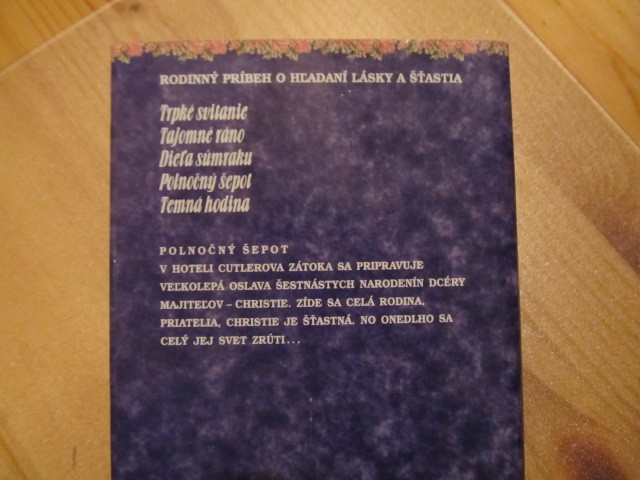 RODINNÝ PRÍBEH O HĽADANÍ LÁSKY A ŠŤASTIA
Trpké svitanie
Tajomné ráno
Dieťa súmraku
Polnočný šepot
Temná hodina
POLNOČNÝ ŠEPOT
V HOTELI CUTLEROVA ZÁTOKA SA PRIPRAVUJE
VEĽKOLEPÁ OSLAVA ŠESTNÁSTYCH NARODENÍN DCÉRY
MAJITEĽOV – CHRISTIE. ZÍDE SA CELÁ RODINA,
PRIATELIA, CHRISTIE JE ŠŤASTNÁ. NO ONEDLHO SA
CELÝ JEJ SVET ZRÚTI...